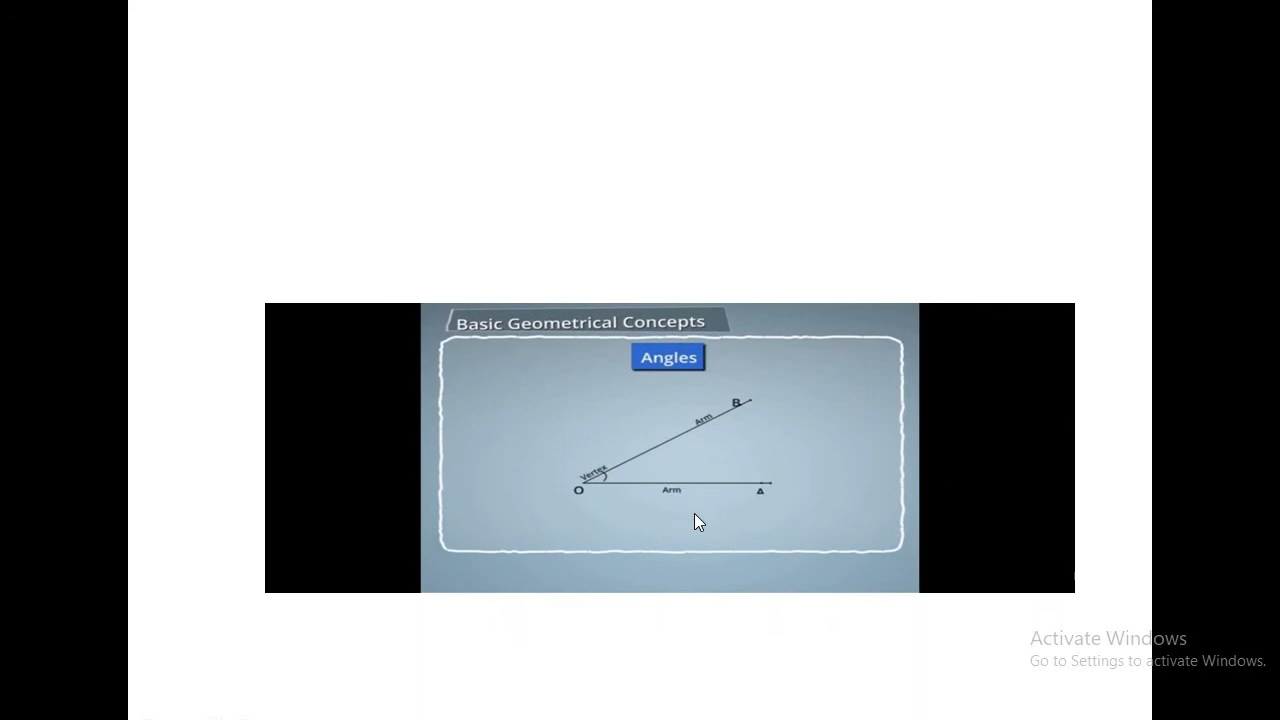 Basic Geometrical Concepts
Angles
B
Arm
Vertex
O
Arm
A
Activate Windows
Go to Settings to activate Windows.